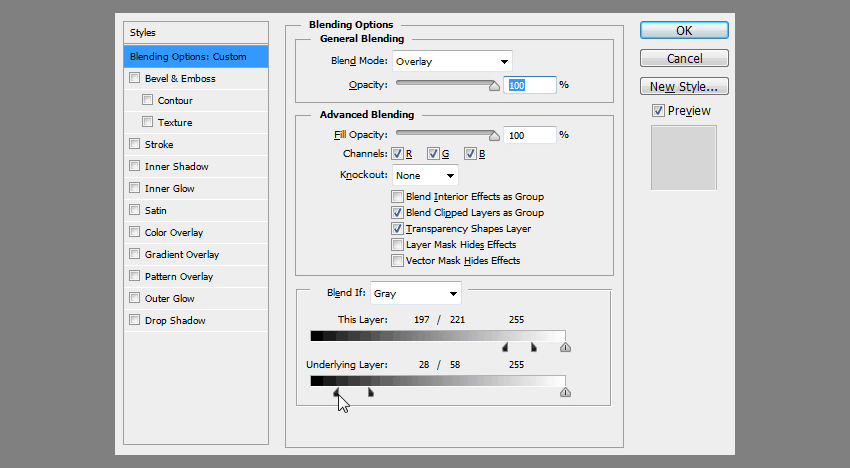 Styles
Blending Options: Custom
Bevel & Emboss
Contour
Texture
Stroke
Inner Shadow
Inner Glow
Satin
Color Overlay
Gradient Overlay
Pattern Overlay
Outer Glow
Drop Shadow
Blending Options
General Blending
Blend Mode: Overlay
Opacity: 100 %
Advanced Blending
Fill Opacity: 100 %
Channels: R G B
Knockout: None
Blend Interior Effects as Group
Blend Clipped Layers as Group
Transparency Shapes Layer
Layer Mask Hides Effects
Vector Mask Hides Effects
Blend If: Gray
This Layer: 197 / 221 255
Underlying Layer: 28 / 58 255
OK
Cancel
New Style...
Preview